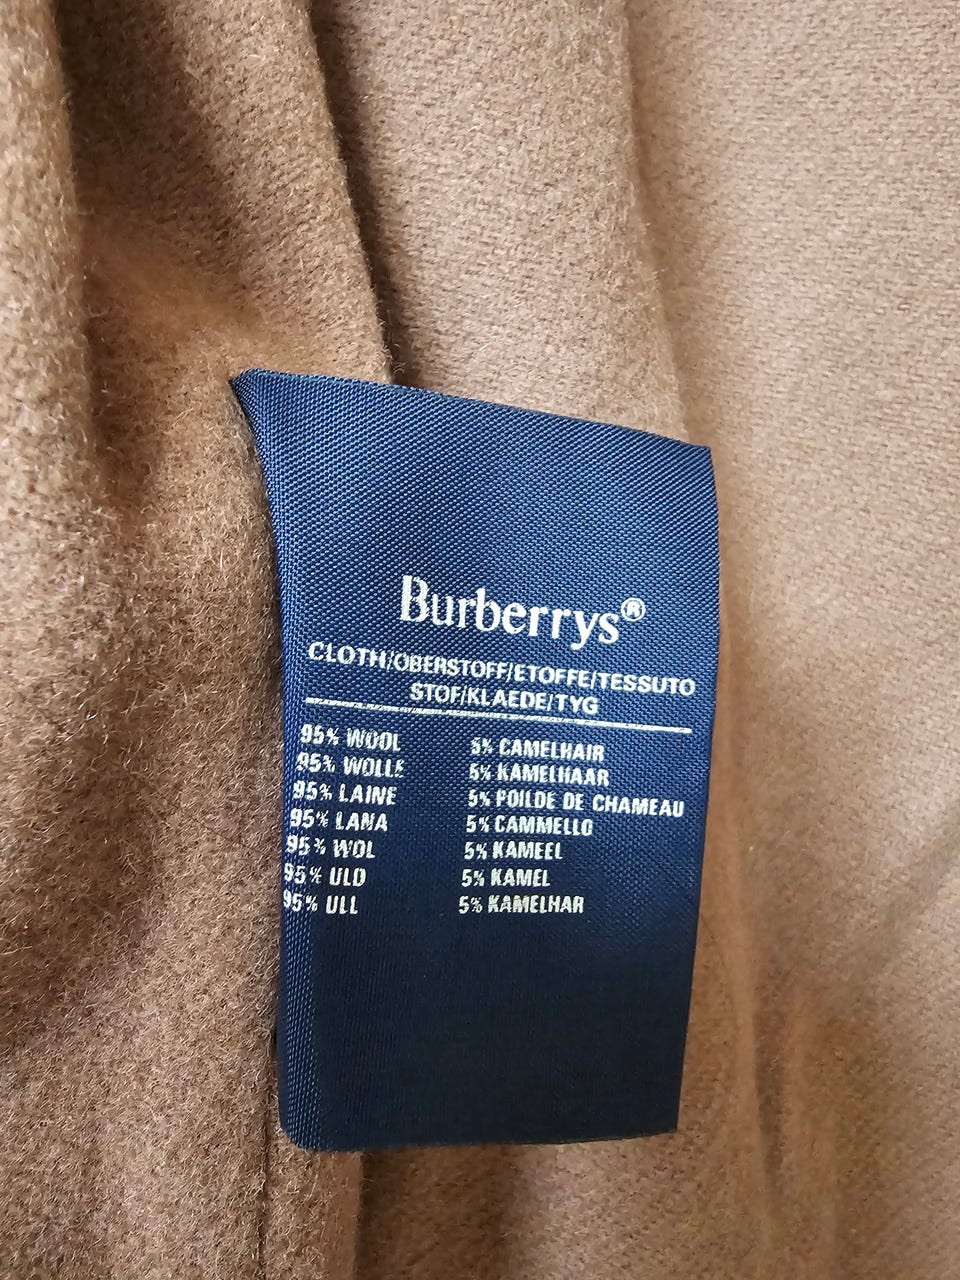 Burberrys®
CLOTH/OBERSTOFF/ETOFFE/TESSUTO
STOF/KLAEDE/TYG
95% WOOL 5% CAMELHAIR
95% WOLLE 5% KAMELHAAR
95% LAINE 5% POILDE DE CHAMEAU
95% LANA 5% CAMMELLO
95% WOL 5% KAMEEL
95% ULD 5% KAMEL
95% ULL 5% KAMELHAR